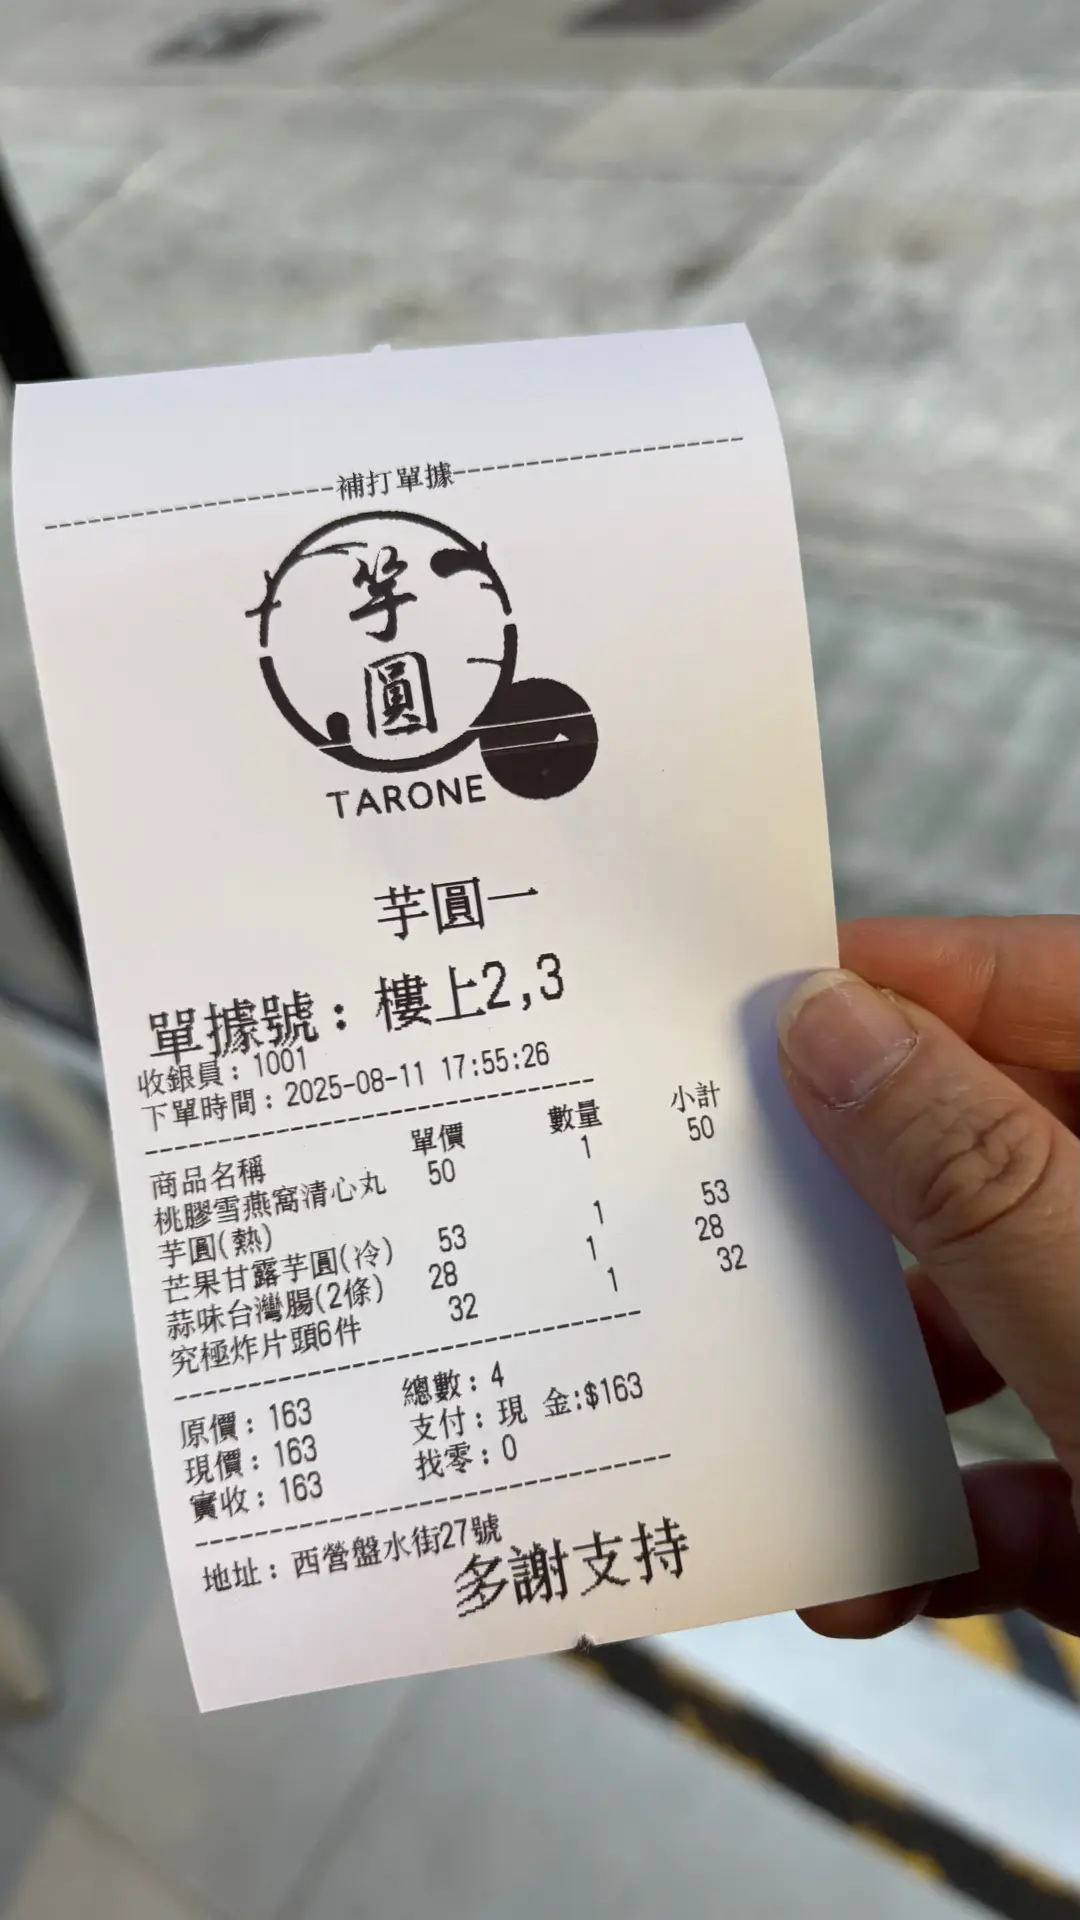 --------------------補打單據--------------------
芋
圓
一
TARONE
芋圓一
單據號：樓上2,3
收銀員：1001
下單時間：2025-08-11 17:55:26
商品名稱 單價 數量 小計
桃膠雪燕窩清心丸 50 1 50
芋圓(熱)
芒果甘露芋圓(冷) 53 1 53
蒜味台灣腸(2條) 28 1 28
究極炸片頭6件 32 1 32
原價：163 總數：4
現價：163 支付：現 金:$163
實收：163 找零：0
地址：西營盤水街27號
多謝支持